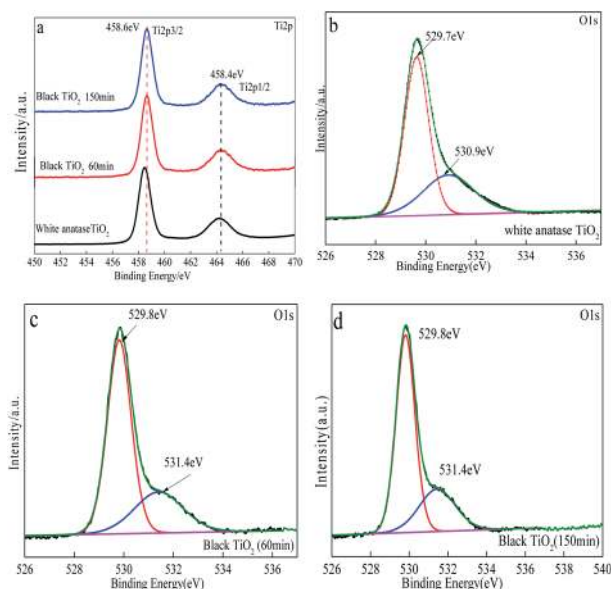 a
458.6eV
Ti2p3/2
Ti2p
458.4eV
Ti2p1/2
Black TiO2 150min
Black TiO2 60min
White anataseTiO2
Intensity/a.u.
450 452 454 456 458 460 462 464 466 468 470
Binding Energy/eV
b
O1s
529.7eV
530.9eV
white anatase TiO2
Intensity/a.u.
526 528 530 532 534 536
Binding Energy(eV)
c
O1s
529.8eV
531.4eV
Black TiO2 (60min)
Intensity/a.u.
526 528 530 532 534 536
Binding Energy(eV)
d
O1s
529.8eV
531.4eV
Black TiO2(150min)
Intensity(a.u.)
526 528 530 532 534 536 538 540
Binding Energy(eV)